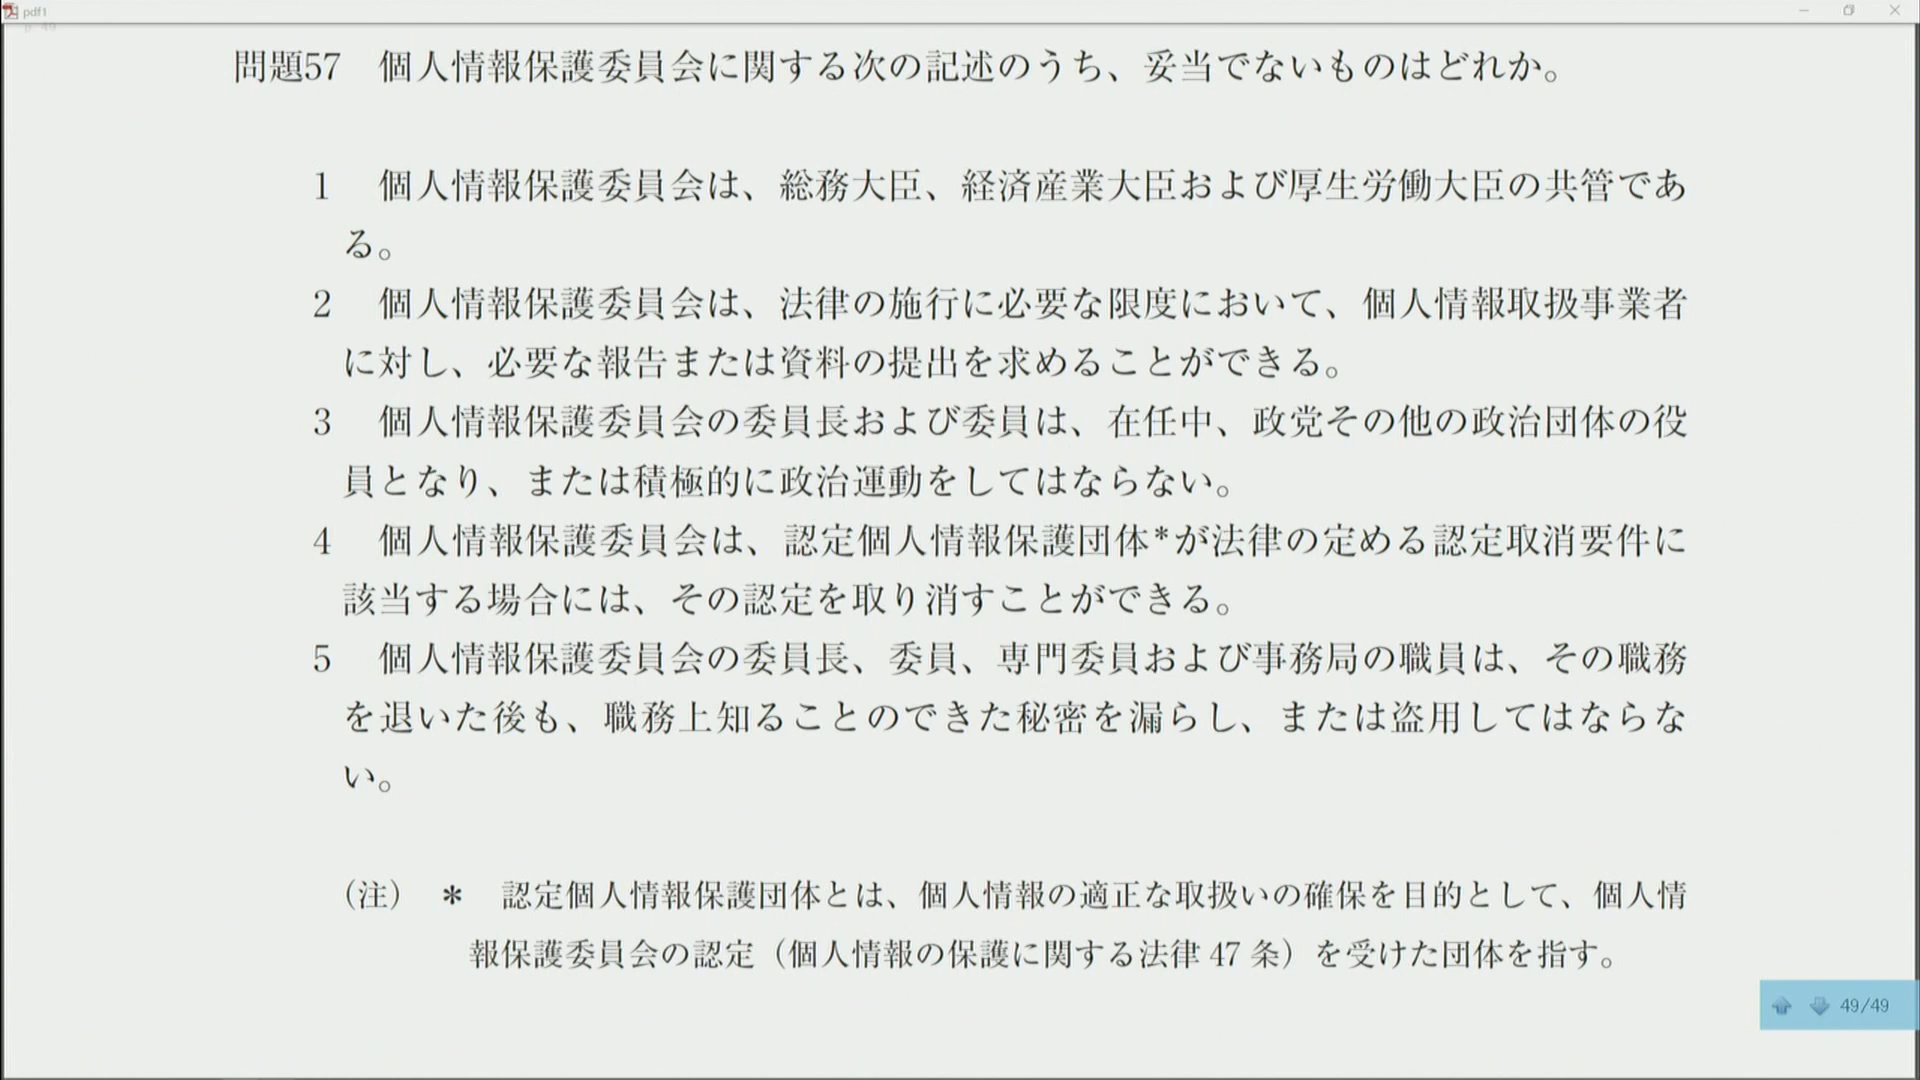 pdf1
問題57 個人情報保護委員会に関する次の記述のうち、妥当でないものはどれか。
1 個人情報保護委員会は、総務大臣、経済産業大臣および厚生労働大臣の共管であ
る。
2 個人情報保護委員会は、法律の施行に必要な限度において、個人情報取扱事業者
に対し、必要な報告または資料の提出を求めることができる。
3 個人情報保護委員会の委員長および委員は、在任中、政党その他の政治団体の役
員となり、または積極的に政治運動をしてはならない。
4 個人情報保護委員会は、認定個人情報保護団体*が法律の定める認定取消要件に
該当する場合には、その認定を取り消すことができる。
5 個人情報保護委員会の委員長、委員、専門委員および事務局の職員は、その職務
を退いた後も、職務上知ることのできた秘密を漏らし、または盗用してはならな
い。
(注) * 認定個人情報保護団体とは、個人情報の適正な取扱いの確保を目的として、個人情
報保護委員会の認定(個人情報の保護に関する法律 47 条)を受けた団体を指す。
49/49